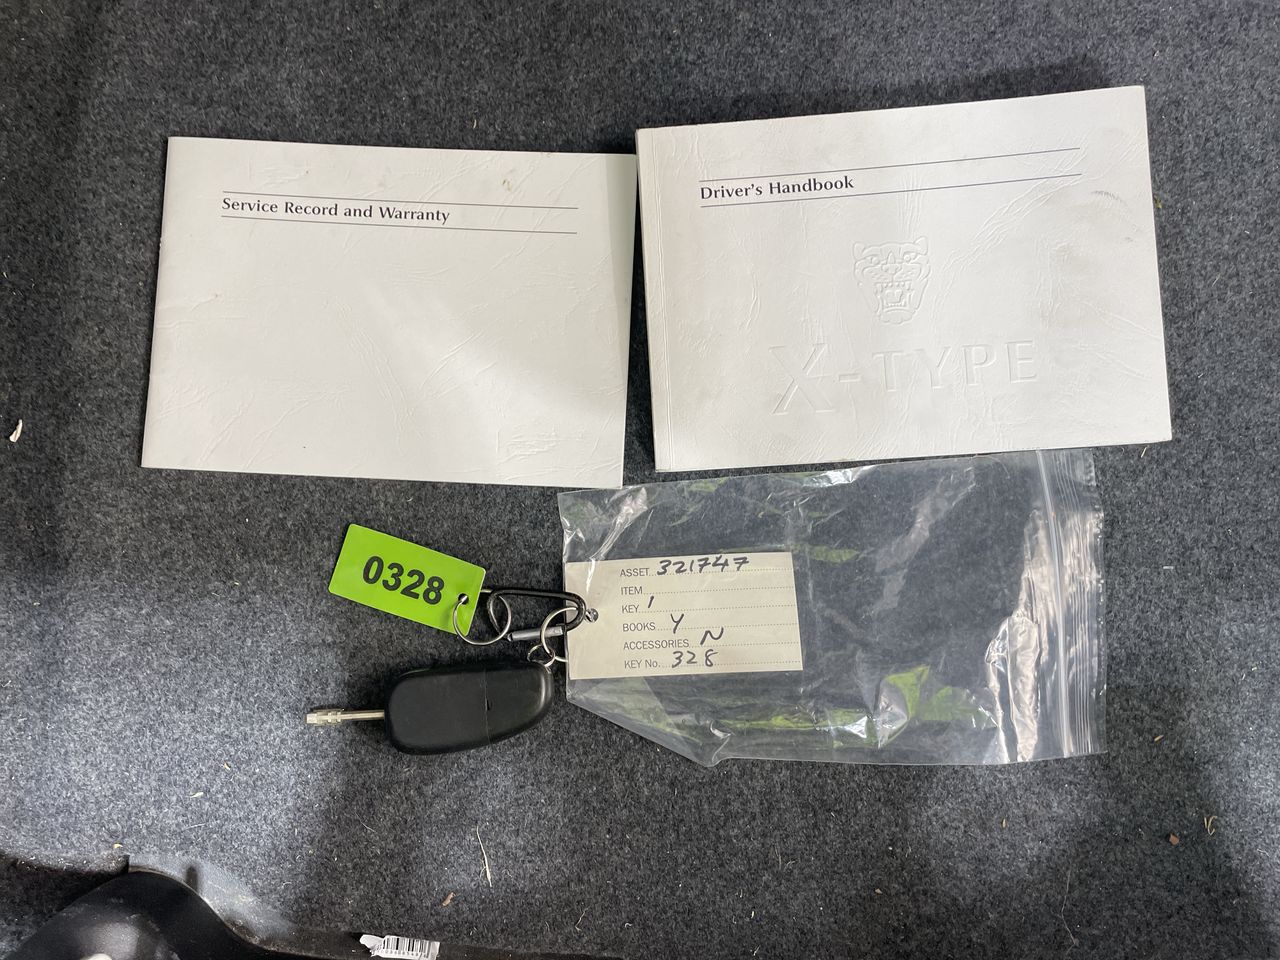 Service Record and Warranty
Driver's Handbook
X-TYPE
0328
ASSET 321747
ITEM
KEY 1
BOOKS Y
ACCESSORIES N
KEY No. 328